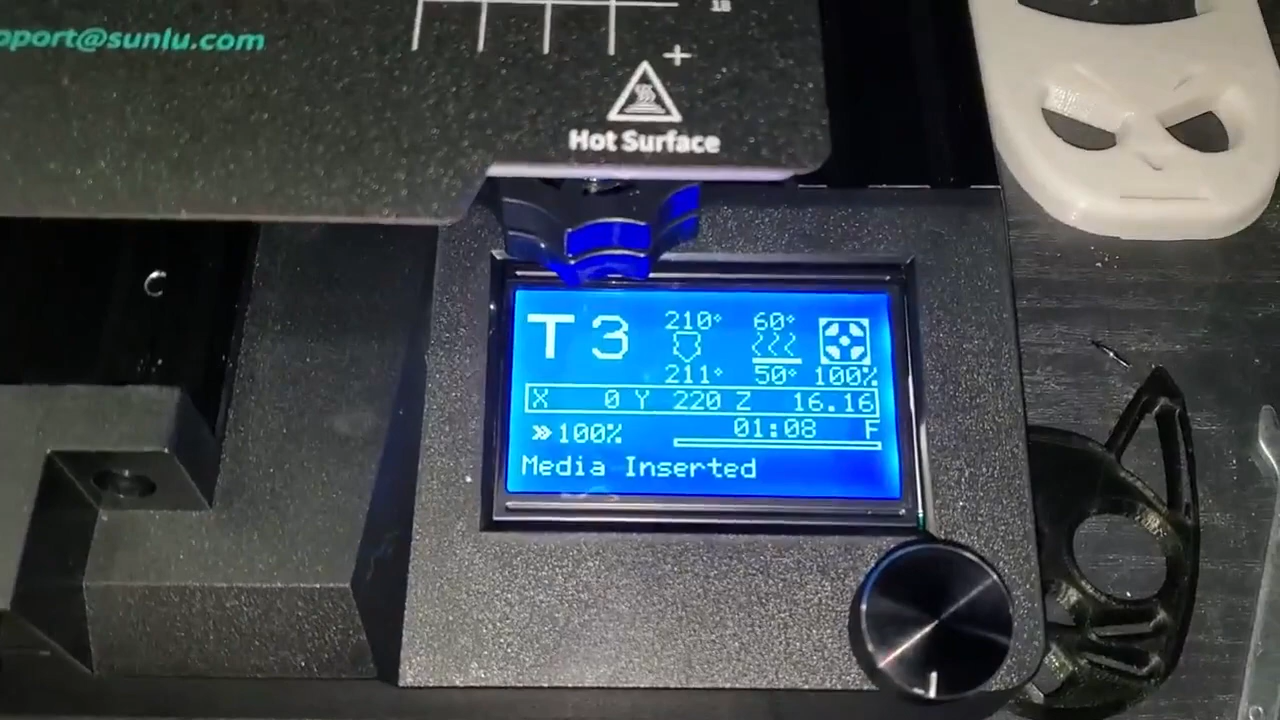 pport@sunlu.com
18
Hot Surface
T3
210° 60°
211° 50° 100%
X 0 Y 220 Z 16.16
»100% 01:08 F
Media Inserted